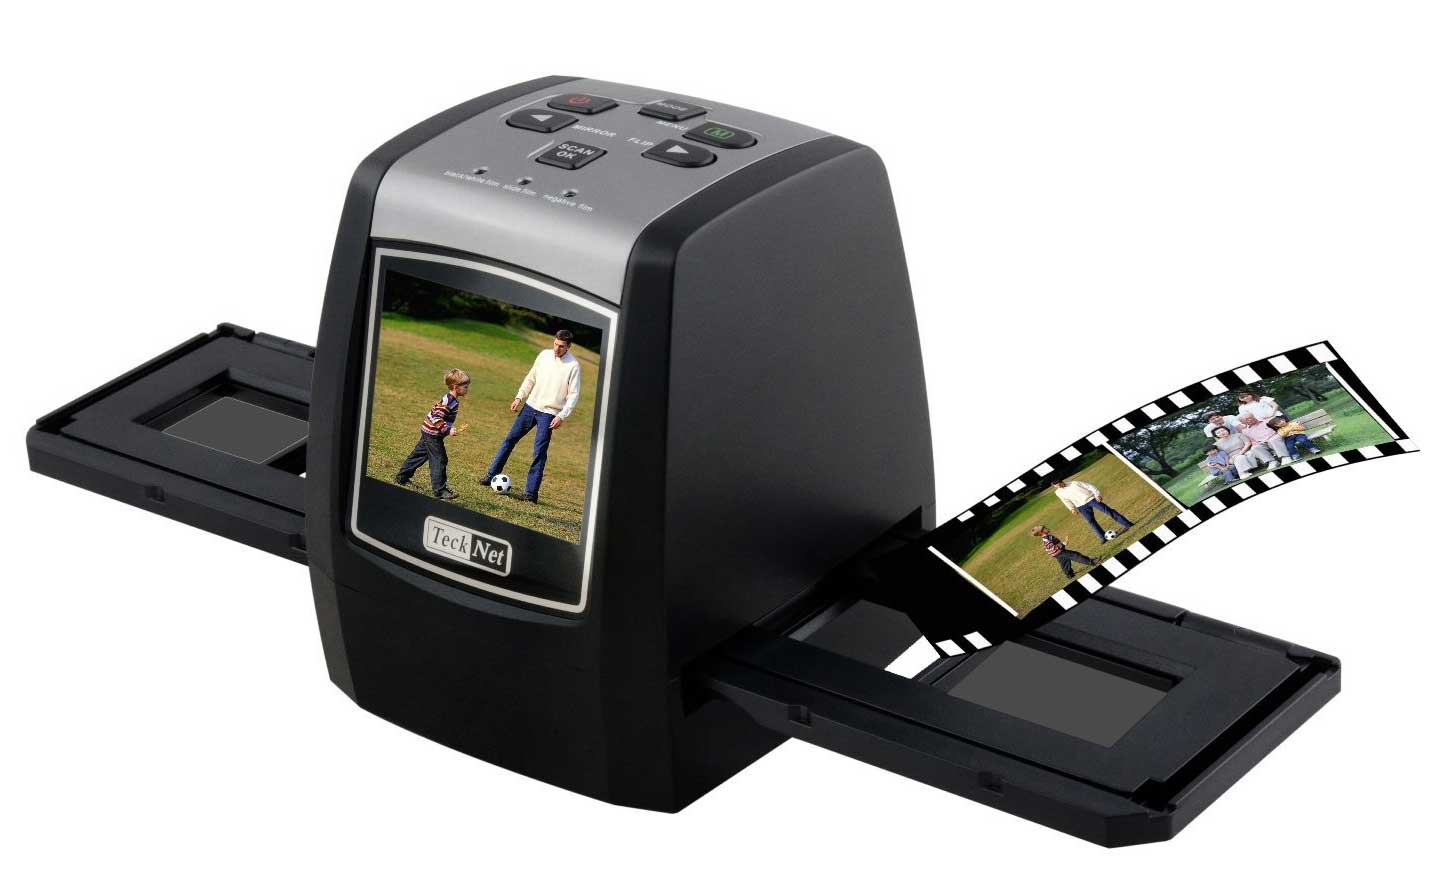 MODE
MENU
M
MIRROR
FLIP
SCAN
OK
black/white film
slide film
negative film
TeckNet